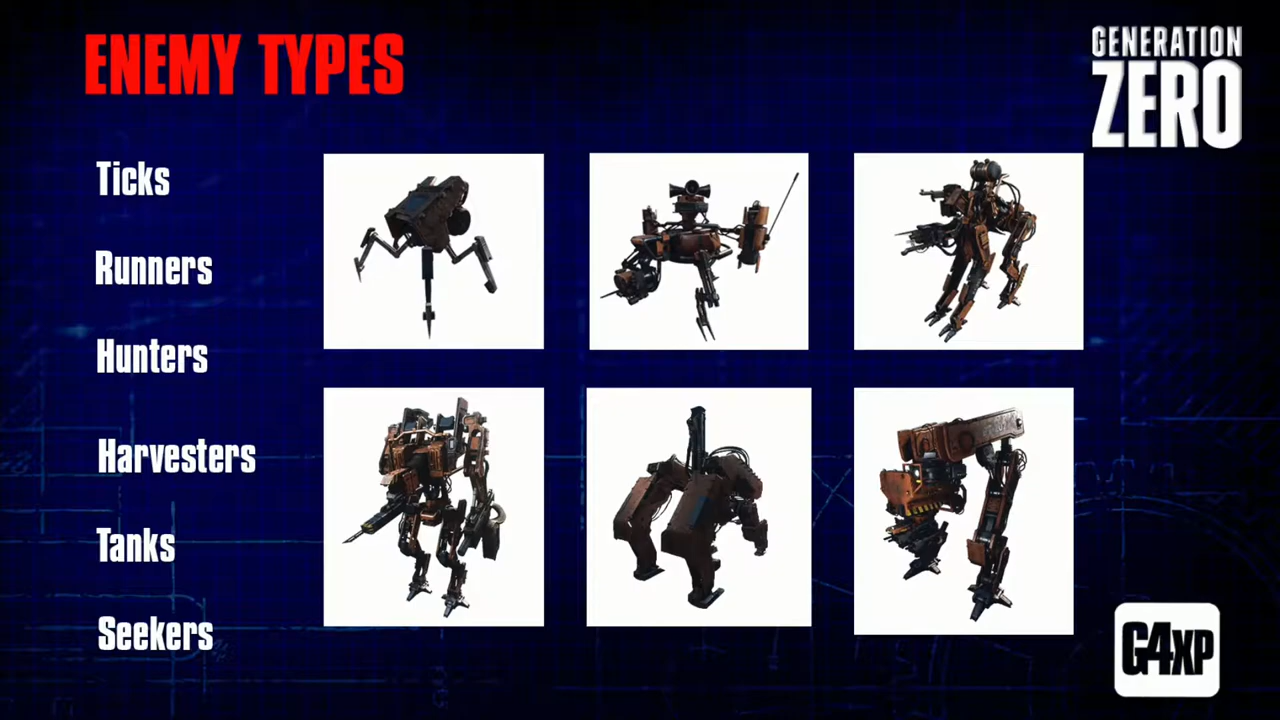 ENEMY TYPES
GENERATION
ZERO
Ticks
Runners
Hunters
Harvesters
Tanks
Seekers
G4XP